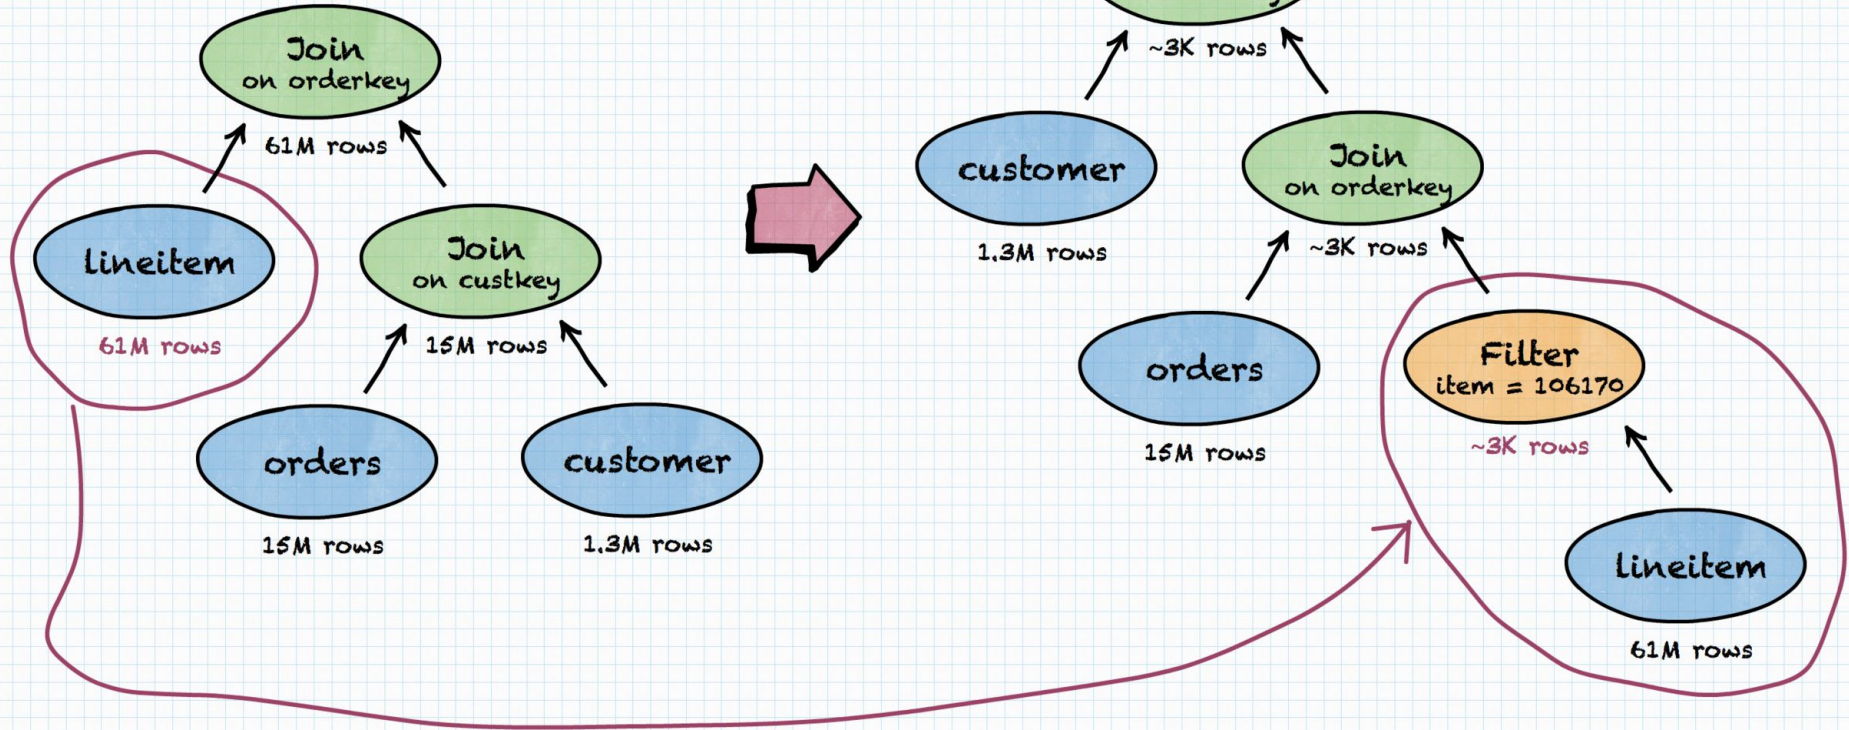 Join
on orderkey
61M rows
lineitem
61M rows
Join
on custkey
15M rows
orders
15M rows
customer
1.3M rows
~3K rows
customer
1.3M rows
Join
on orderkey
~3K rows
orders
15M rows
Filter
item = 106170
~3K rows
lineitem
61M rows